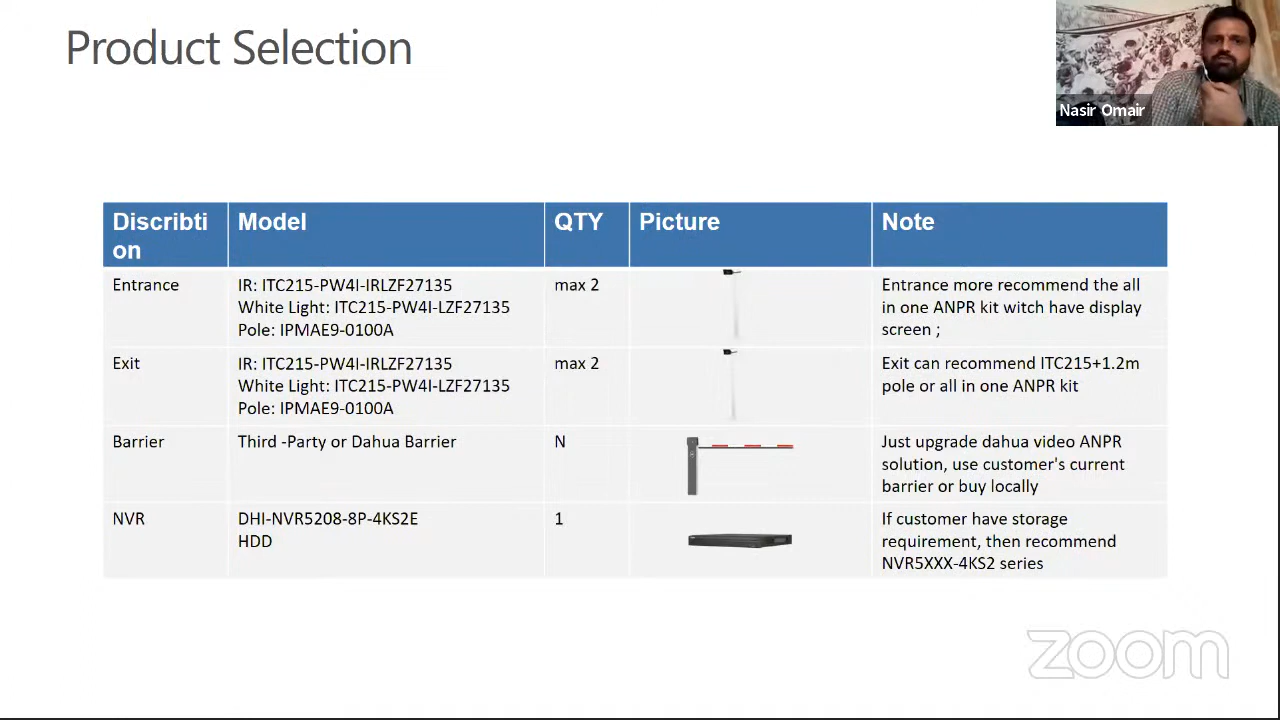 Product Selection
Nasir Omair
Discribti
on
Model
QTY
Picture
Note
Entrance
IR: ITC215-PW4I-IRLZF27135
White Light: ITC215-PW4I-LZF27135
Pole: IPMAE9-0100A
max 2
Entrance more recommend the all
in one ANPR kit witch have display
screen ;
Exit
IR: ITC215-PW4I-IRLZF27135
White Light: ITC215-PW4I-LZF27135
Pole: IPMAE9-0100A
max 2
Exit can recommend ITC215+1.2m
pole or all in one ANPR kit
Barrier
Third -Party or Dahua Barrier
N
Just upgrade dahua video ANPR
solution, use customer's current
barrier or buy locally
NVR
DHI-NVR5208-8P-4KS2E
HDD
1
If customer have storage
requirement, then recommend
NVR5XXX-4KS2 series
zoom